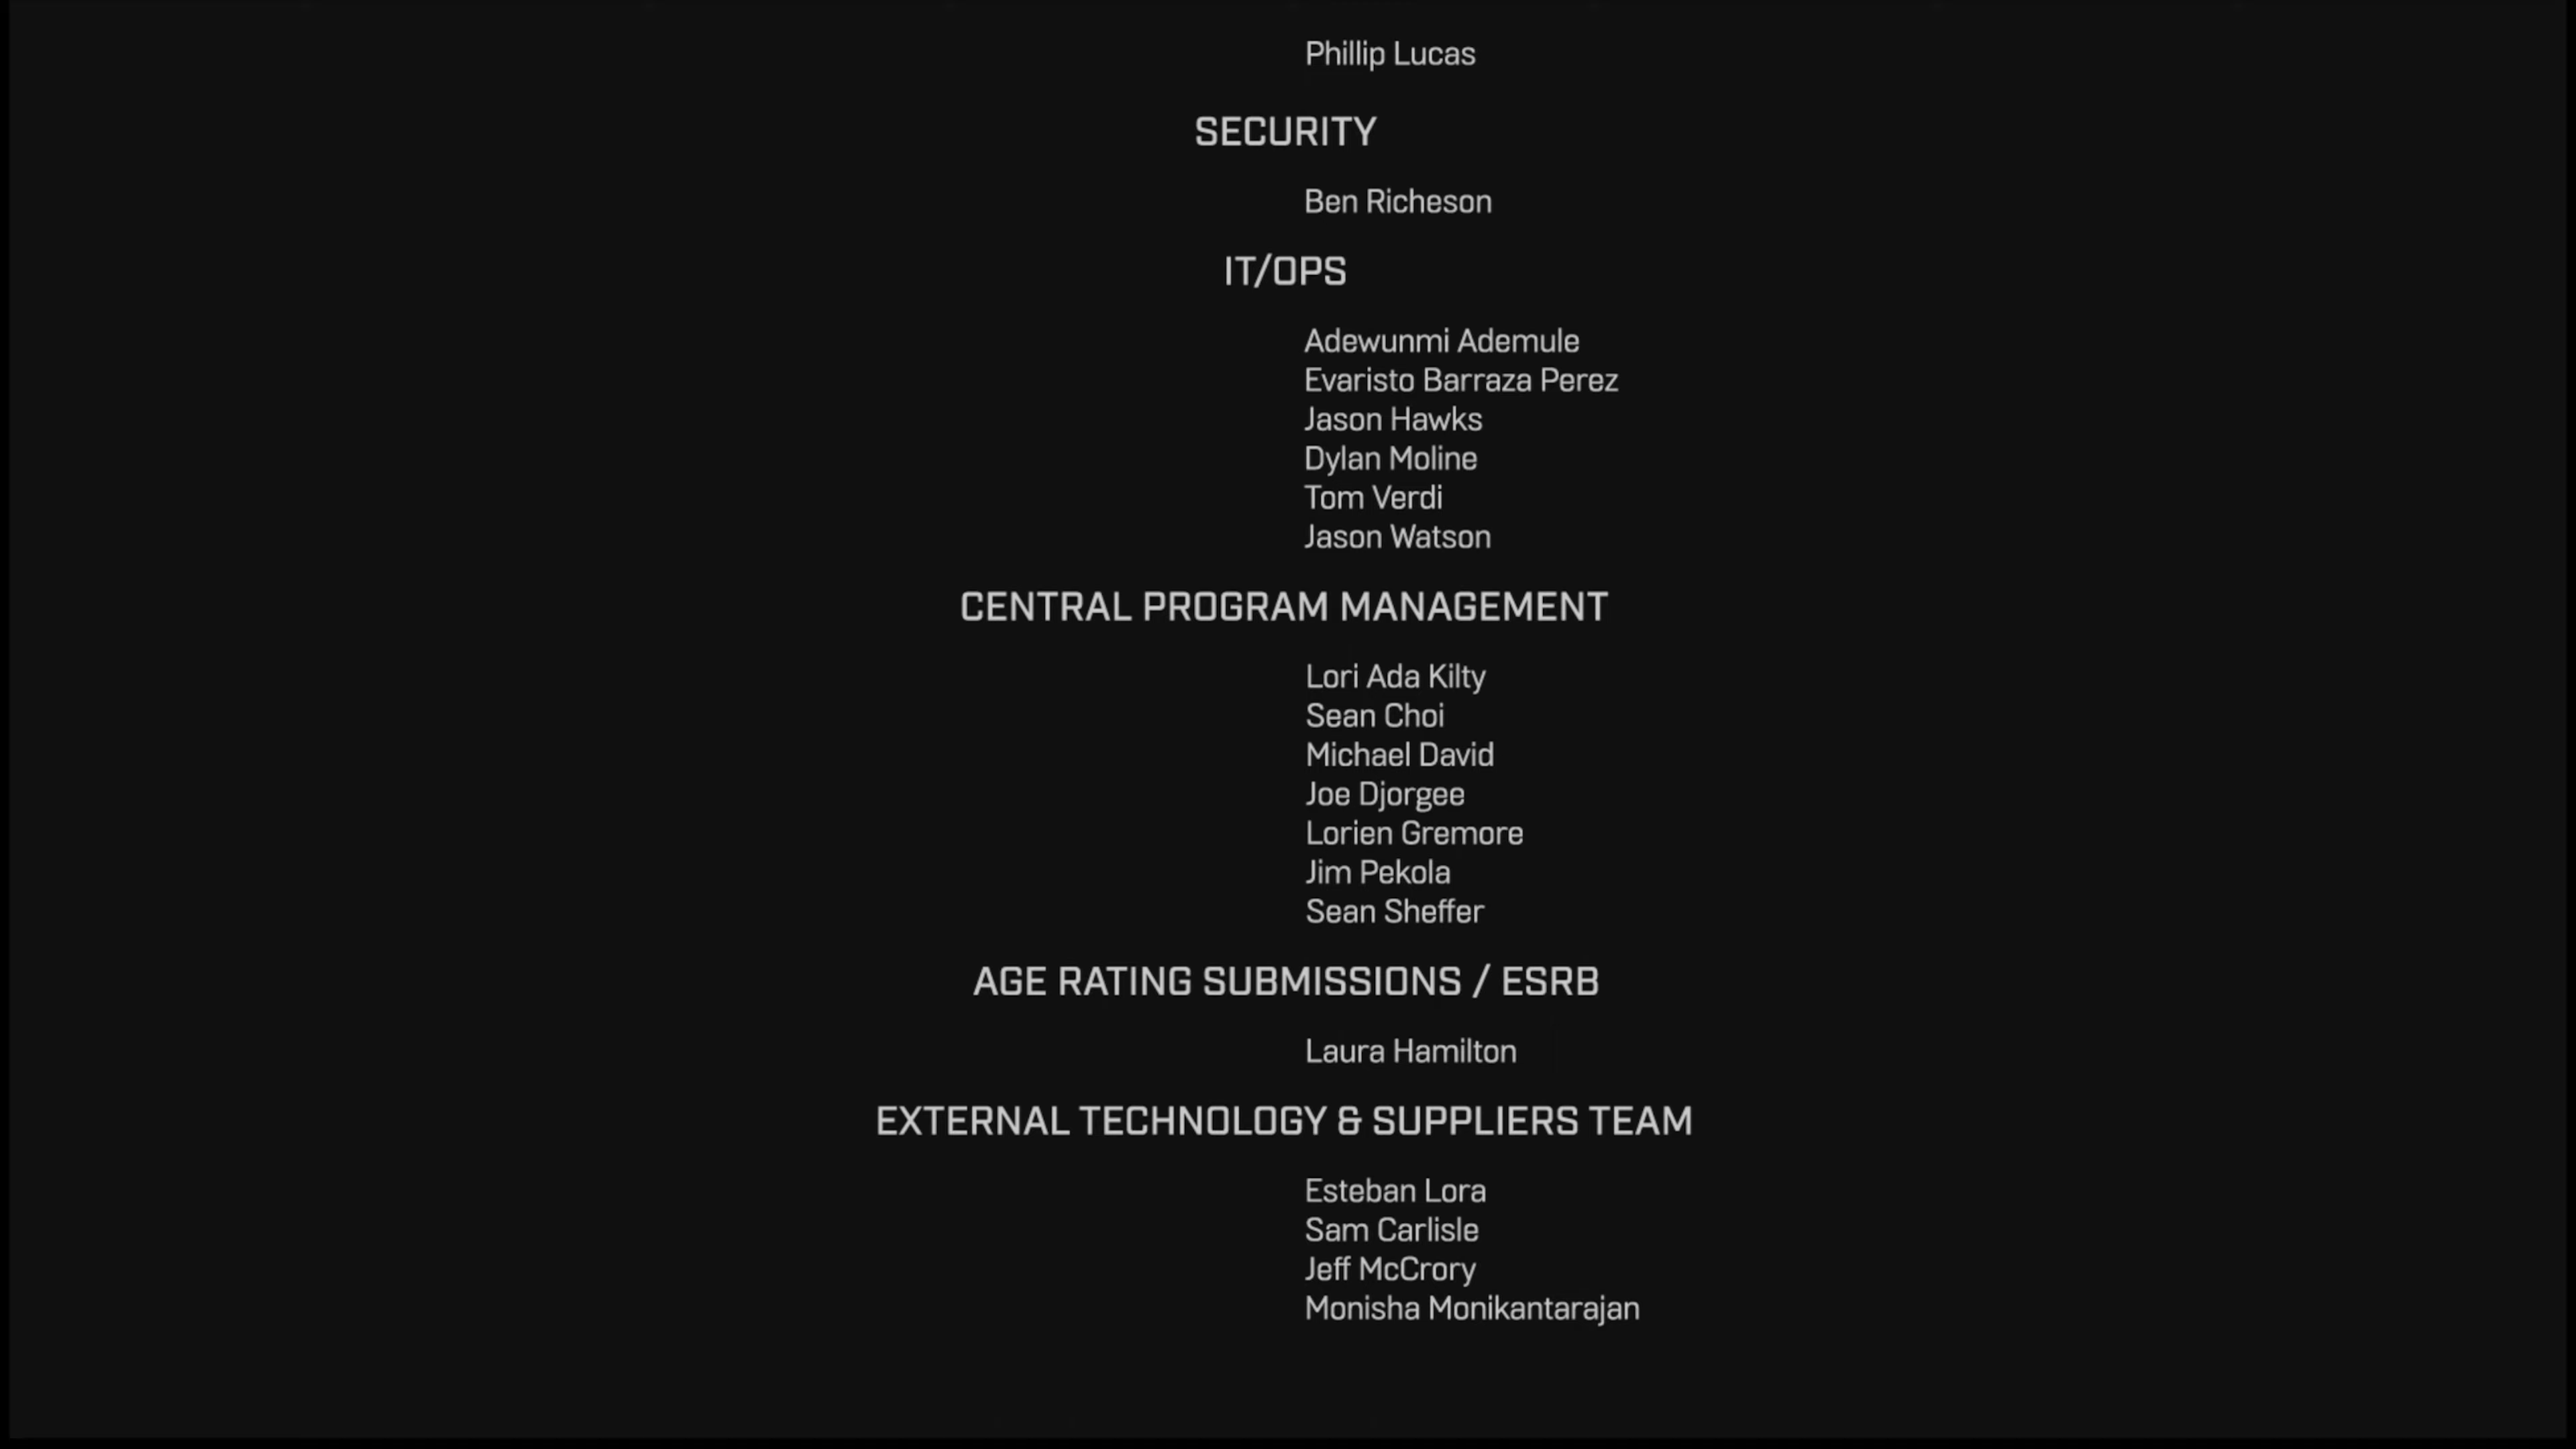 Phillip Lucas
SECURITY
Ben Richeson
IT/OPS
Adewunmi Ademule
Evaristo Barraza Perez
Jason Hawks
Dylan Moline
Tom Verdi
Jason Watson
CENTRAL PROGRAM MANAGEMENT
Lori Ada Kilty
Sean Choi
Michael David
Joe Djorgee
Lorien Gremore
Jim Pekola
Sean Sheffer
AGE RATING SUBMISSIONS / ESRB
Laura Hamilton
EXTERNAL TECHNOLOGY & SUPPLIERS TEAM
Esteban Lora
Sam Carlisle
Jeff McCrory
Monisha Monikantarajan